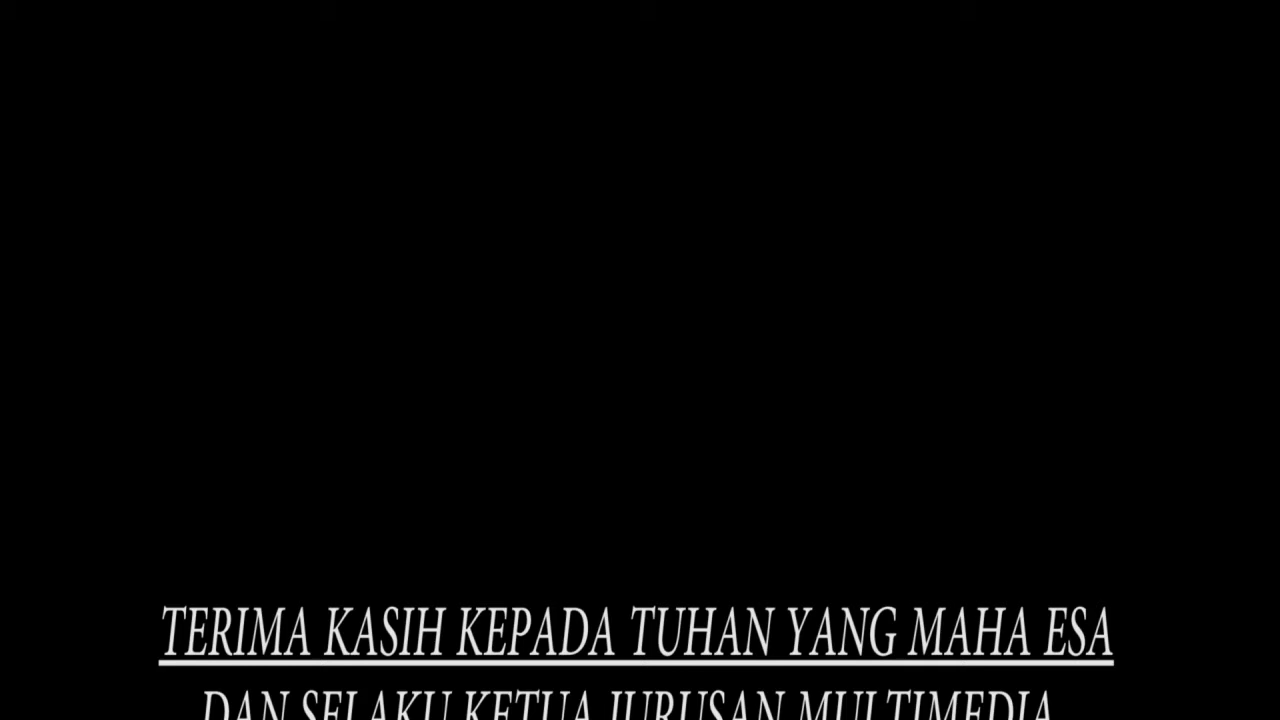 TERIMA KASIH KEPADA TUHAN YANG MAHA ESA
DAN SELAKU KETUA JURUSAN MULTIMEDIA